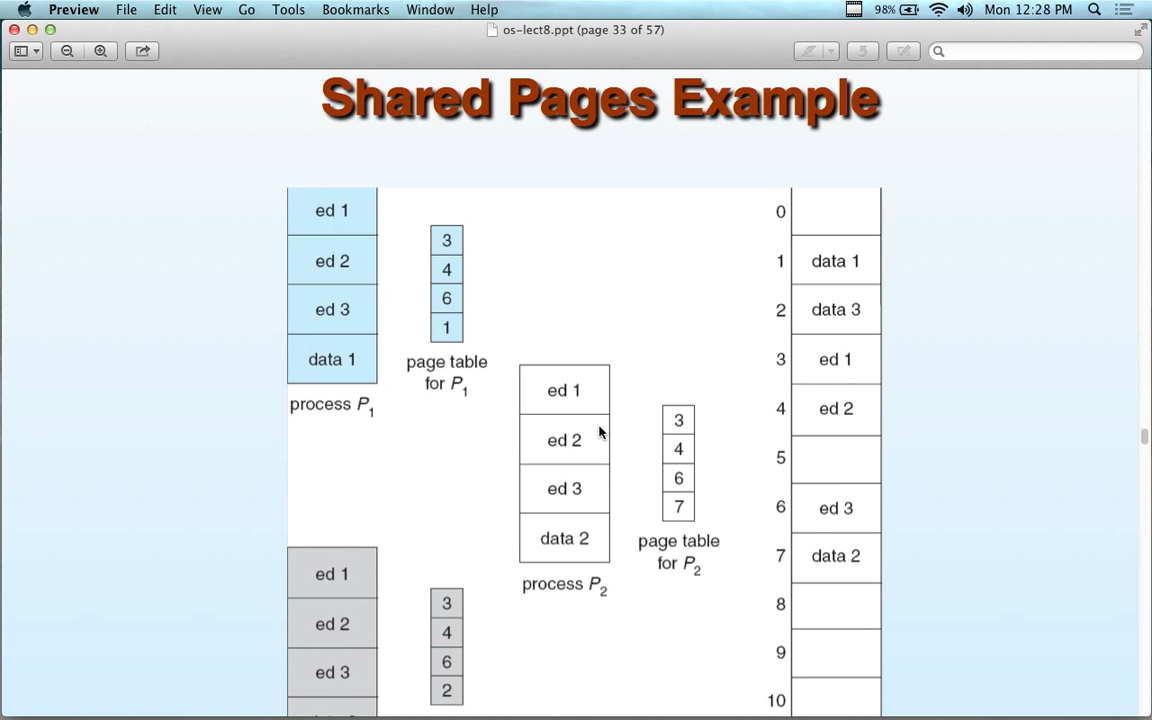 Preview File Edit View Go Tools Bookmarks Window Help 98% Mon 12:28 PM
os-lect8.ppt (page 33 of 57)
Shared Pages Example
ed 1
ed 2
ed 3
data 1
process P1
3
4
6
1
page table
for P1
ed 1
ed 2
ed 3
data 2
process P2
3
4
6
7
page table
for P2
ed 1
ed 2
ed 3
3
4
6
2
0
1 data 1
2 data 3
3 ed 1
4 ed 2
5
6 ed 3
7 data 2
8
9
10